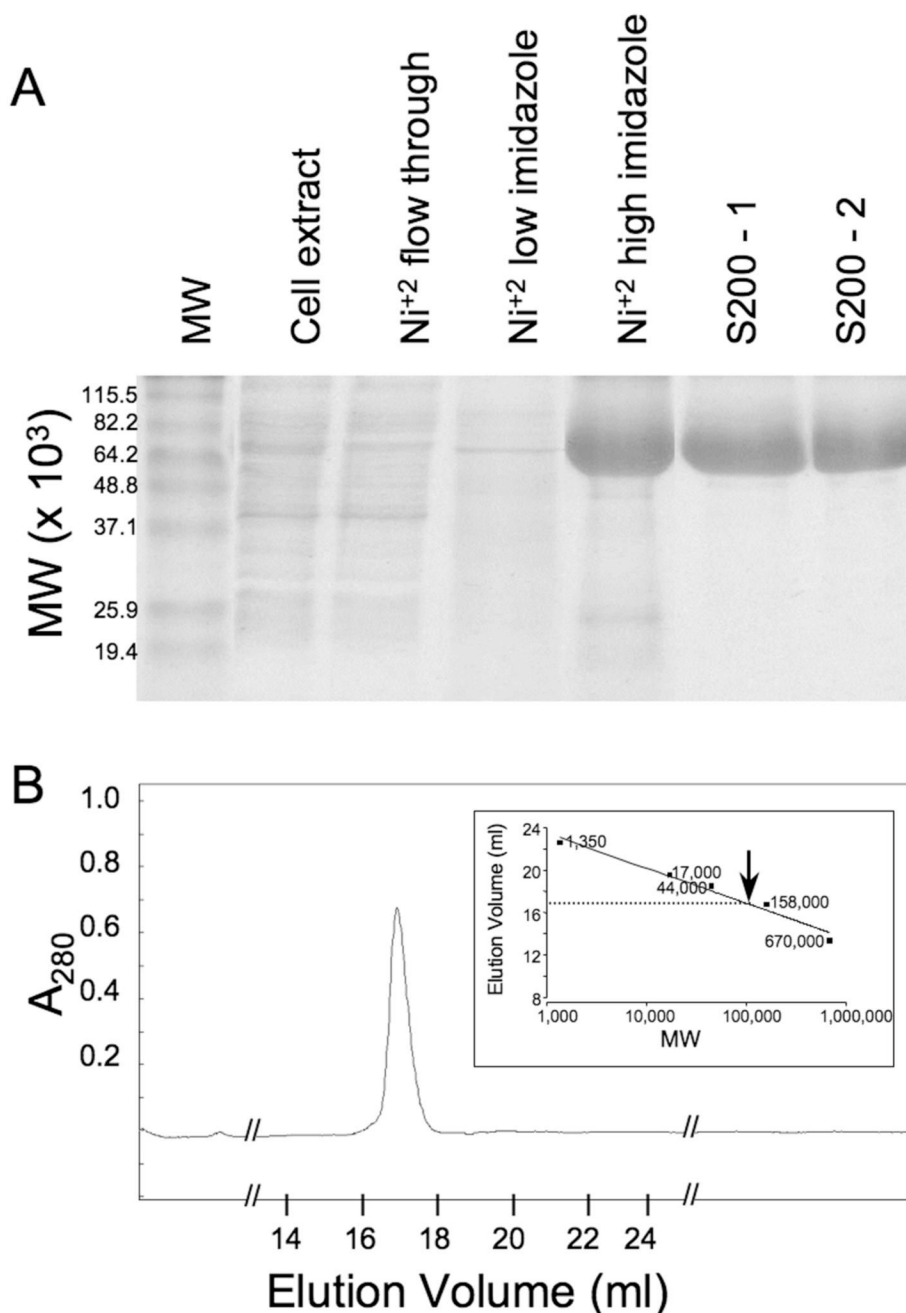 A
MW
Cell extract
Ni+2 flow through
Ni+2 low imidazole
Ni+2 high imidazole
S200 - 1
S200 - 2
MW (x 10³)
115.5
82.2
64.2
48.8
37.1
25.9
19.4
B
A280
1.0
0.8
0.6
0.4
0.2
Elution Volume (ml)
24
20
16
12
8
1,350
17,000
44,000
158,000
670,000
1,000
10,000
100,000
1,000,000
MW
14 16 18 20 22 24
Elution Volume (ml)